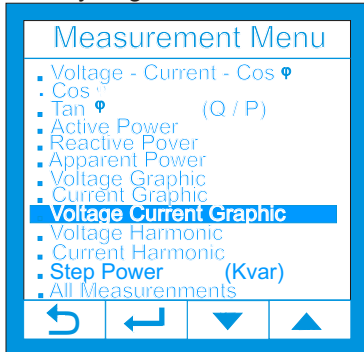 Measurement Menu
Voltage - Current - Cos φ
Cos
Tan φ (Q / P)
Active Power
Reactive Pover
Apparent Power
Voltage Graphic
Current Graphic
Voltage Current Graphic
Voltage Harmonic
Current Harmonic
Step Power (Kvar)
All Measurenments